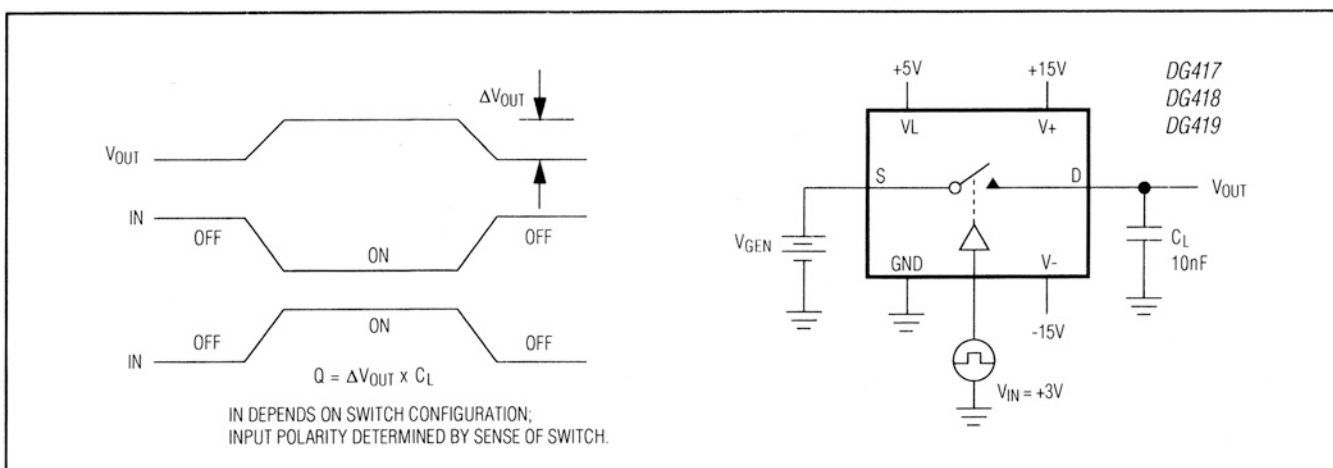 ΔVOUT
VOUT
IN
OFF
ON
OFF
IN
OFF
ON
OFF
Q = ΔVOUT x CL
IN DEPENDS ON SWITCH CONFIGURATION;
INPUT POLARITY DETERMINED BY SENSE OF SWITCH.
+5V
+15V
DG417
DG418
DG419
VL
V+
S
D
VOUT
VGEN
CL
10nF
GND
V-
-15V
VIN = +3V